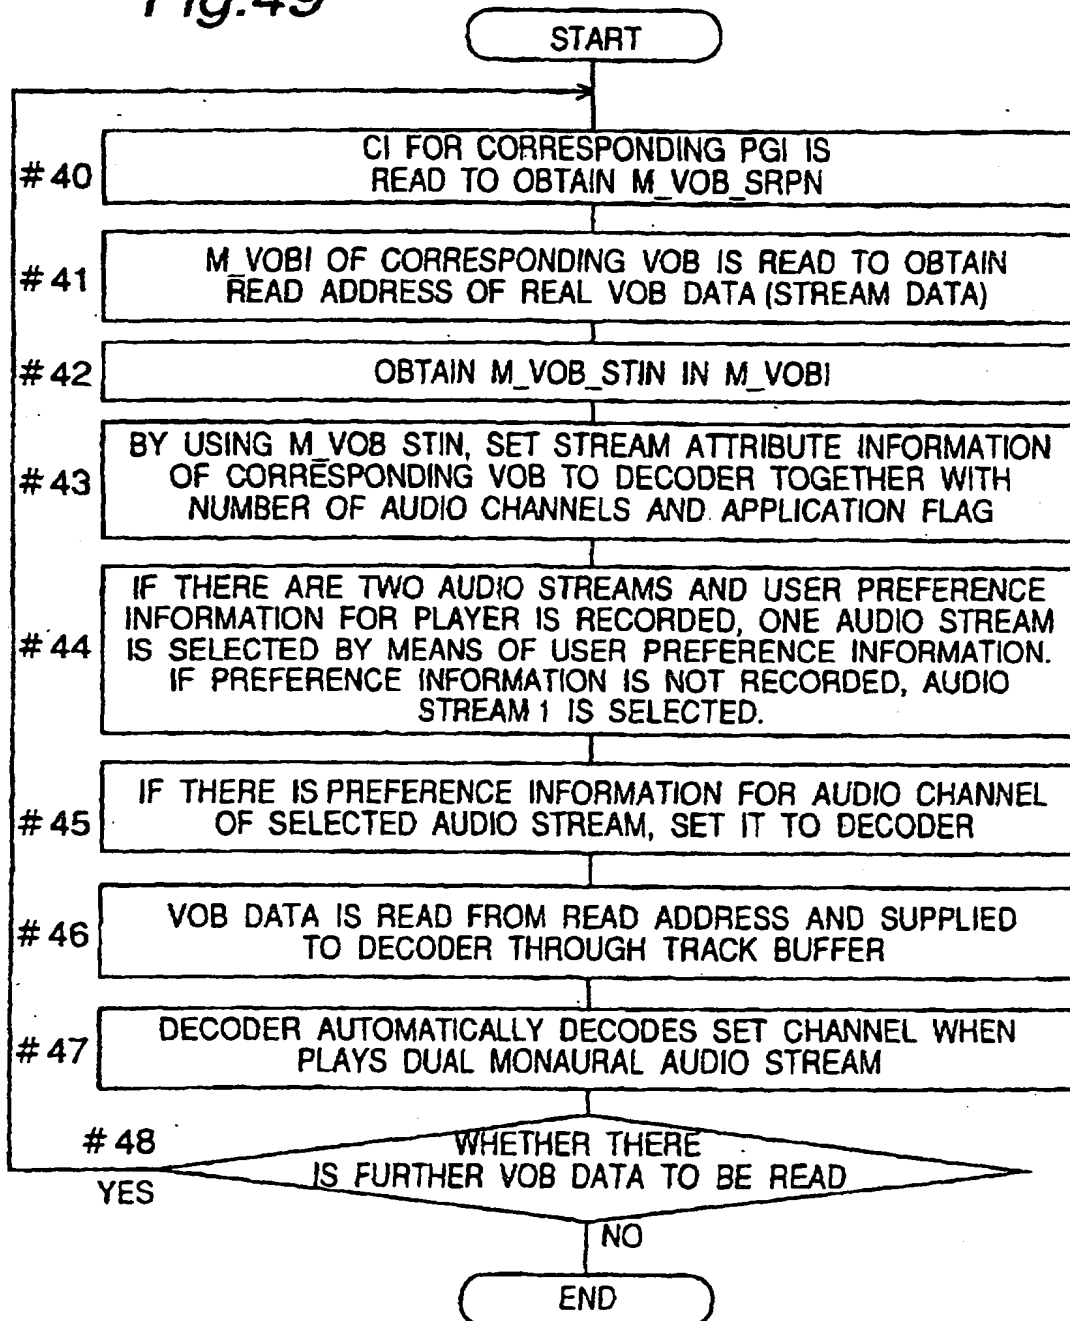 Fig.49
START
#40
CI FOR CORRESPONDING PGI IS
READ TO OBTAIN M_VOB_SRPN
#41
M_VOBI OF CORRESPONDING VOB IS READ TO OBTAIN
READ ADDRESS OF REAL VOB DATA (STREAM DATA)
#42
OBTAIN M_VOB_STIN IN M_VOBI
#43
BY USING M_VOB STIN, SET STREAM ATTRIBUTE INFORMATION
OF CORRESPONDING VOB TO DECODER TOGETHER WITH
NUMBER OF AUDIO CHANNELS AND APPLICATION FLAG
#44
IF THERE ARE TWO AUDIO STREAMS AND USER PREFERENCE
INFORMATION FOR PLAYER IS RECORDED, ONE AUDIO STREAM
IS SELECTED BY MEANS OF USER PREFERENCE INFORMATION.
IF PREFERENCE INFORMATION IS NOT RECORDED, AUDIO
STREAM 1 IS SELECTED.
#45
IF THERE IS PREFERENCE INFORMATION FOR AUDIO CHANNEL
OF SELECTED AUDIO STREAM, SET IT TO DECODER
#46
VOB DATA IS READ FROM READ ADDRESS AND SUPPLIED
TO DECODER THROUGH TRACK BUFFER
#47
DECODER AUTOMATICALLY DECODES SET CHANNEL WHEN
PLAYS DUAL MONAURAL AUDIO STREAM
#48
WHETHER THERE
IS FURTHER VOB DATA TO BE READ
YES
NO
END